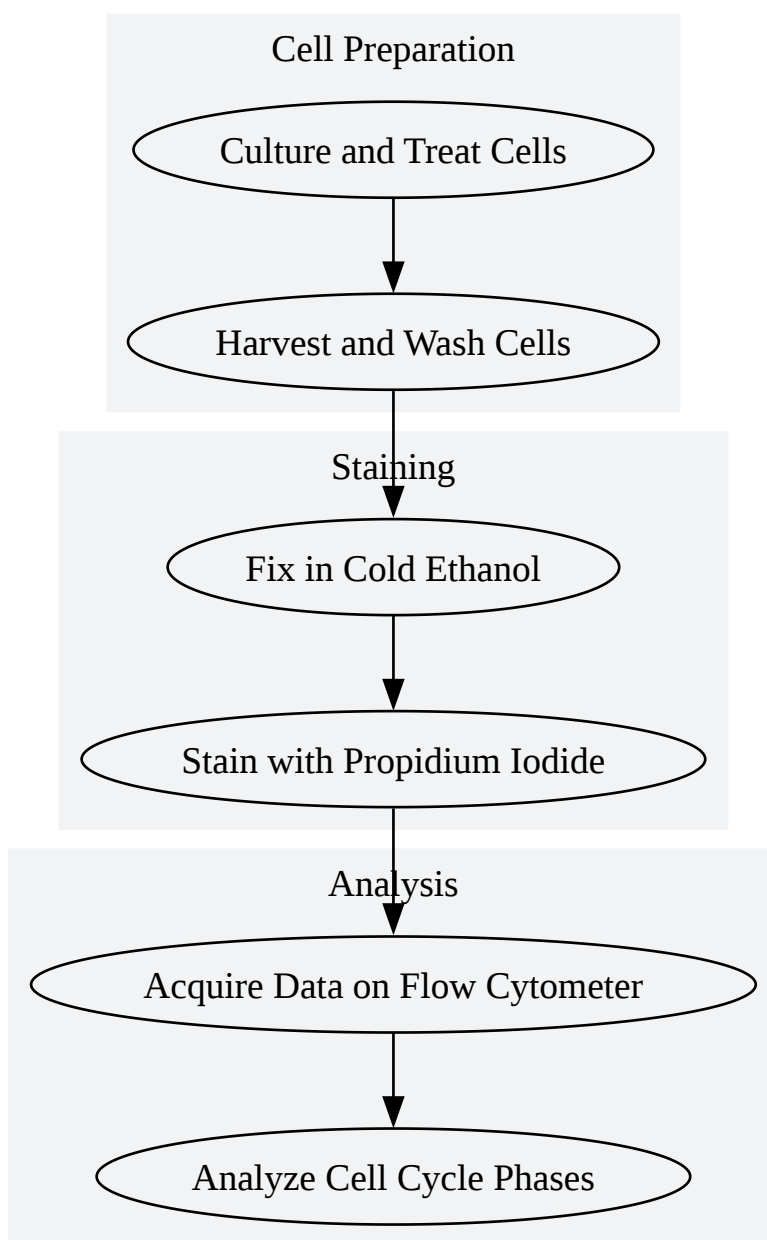 Cell Preparation
Culture and Treat Cells
Harvest and Wash Cells
Staining
Fix in Cold Ethanol
Stain with Propidium Iodide
Analysis
Acquire Data on Flow Cytometer
Analyze Cell Cycle Phases